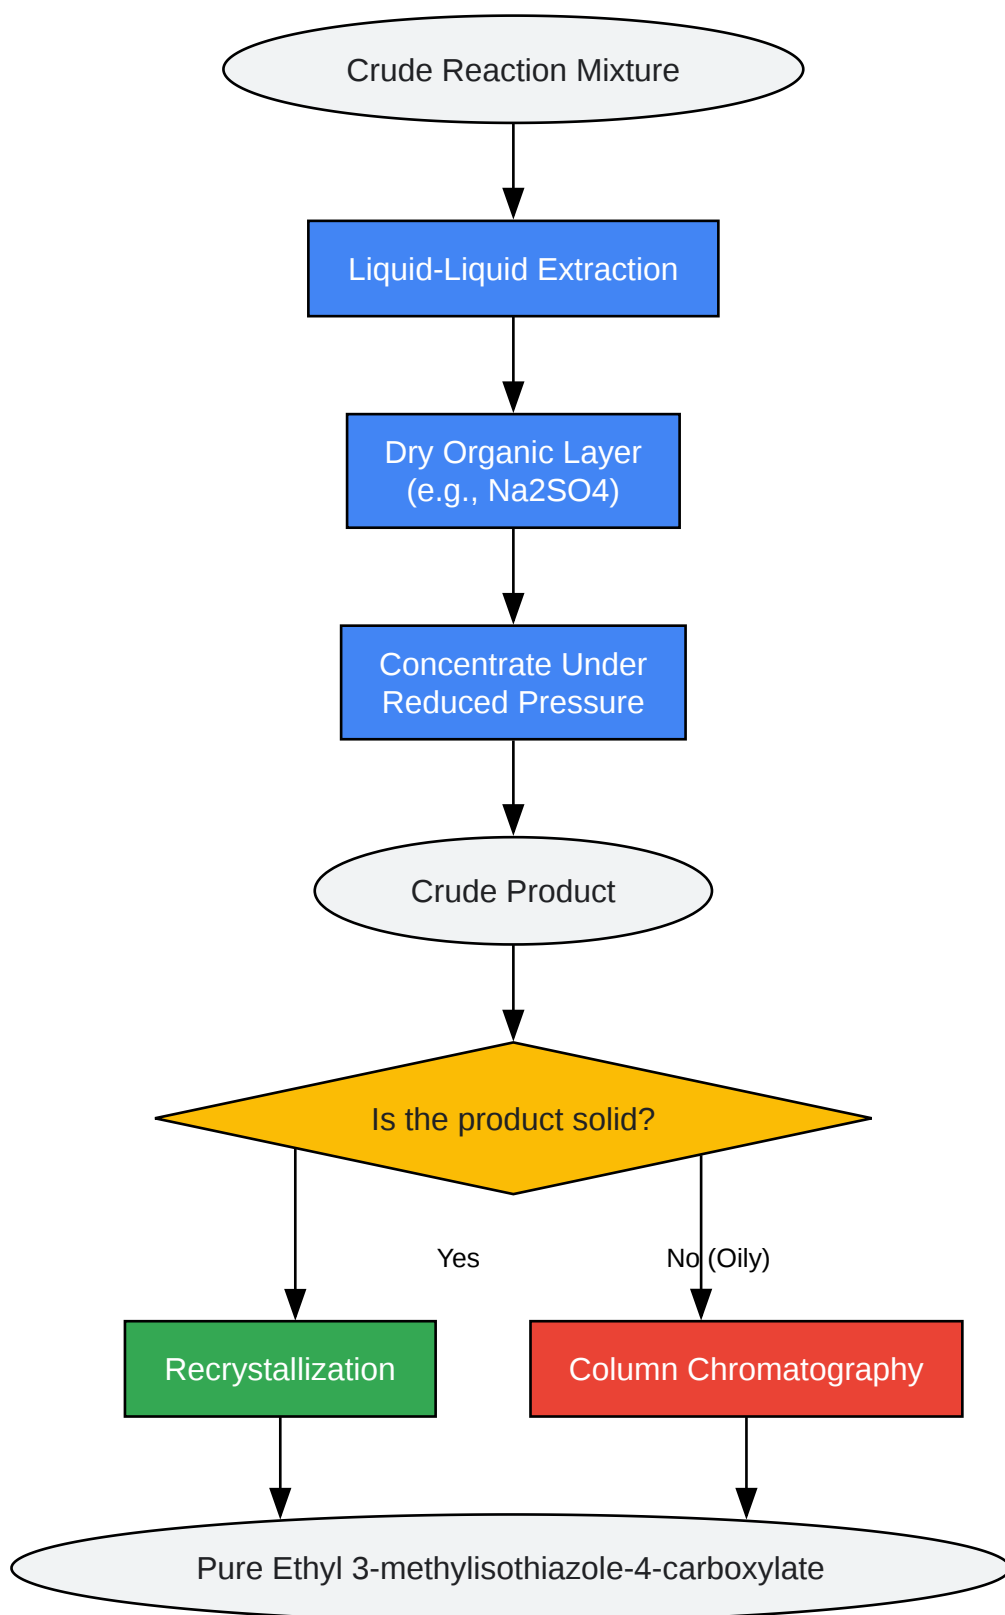 Crude Reaction Mixture
Liquid-Liquid Extraction
Dry Organic Layer
(e.g., Na2SO4)
Concentrate Under
Reduced Pressure
Crude Product
Is the product solid?
Yes
No (Oily)
Recrystallization
Column Chromatography
Pure Ethyl 3-methylisothiazole-4-carboxylate